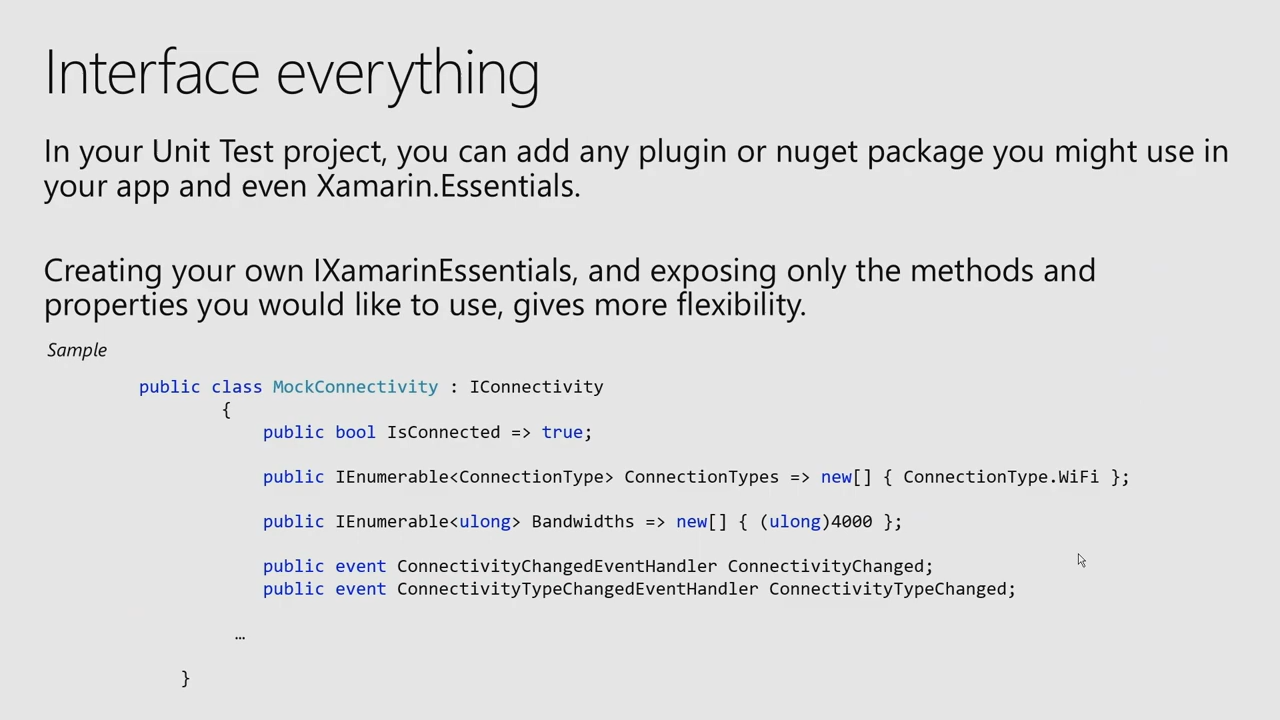 Interface everything
In your Unit Test project, you can add any plugin or nuget package you might use in
your app and even Xamarin.Essentials.
Creating your own IXamarinEssentials, and exposing only the methods and
properties you would like to use, gives more flexibility.
Sample
public class MockConnectivity : IConnectivity
{
public bool IsConnected => true;
public IEnumerable<ConnectionType> ConnectionTypes => new[] { ConnectionType.WiFi };
public IEnumerable<ulong> Bandwidths => new[] { (ulong)4000 };
public event ConnectivityChangedEventHandler ConnectivityChanged;
public event ConnectivityTypeChangedEventHandler ConnectivityTypeChanged;
…
}